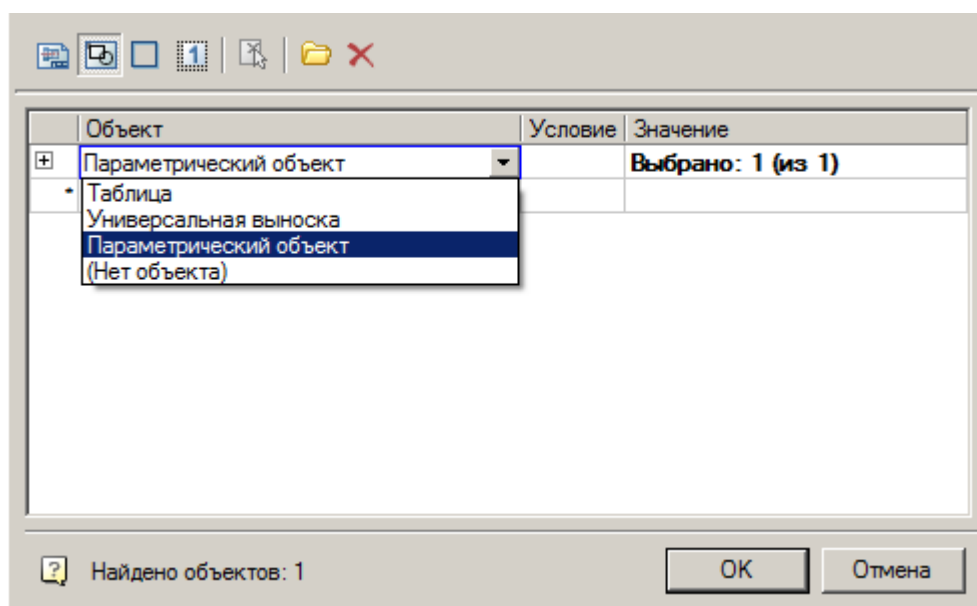 1
Объект Условие Значение
Параметрический объект Выбрано: 1 (из 1)
* Таблица
Универсальная выноска
Параметрический объект
(Нет объекта)
? Найдено объектов: 1 OK Отмена